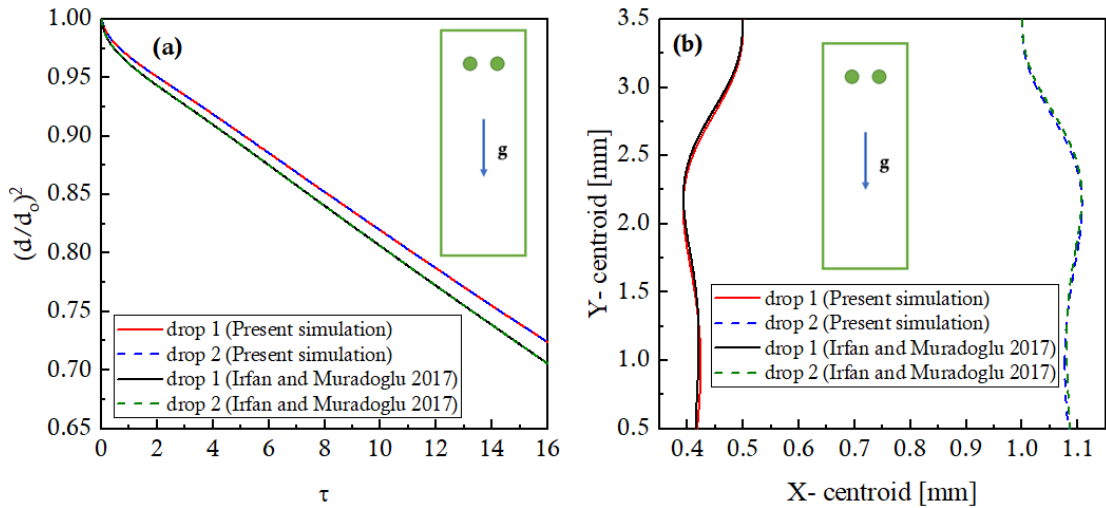 (a)
g
(d/d₀)²
1.00
0.95
0.90
0.85
0.80
0.75
0.70
0.65
drop 1 (Present simulation)
drop 2 (Present simulation)
drop 1 (Irfan and Muradoglu 2017)
drop 2 (Irfan and Muradoglu 2017)
0 2 4 6 8 10 12 14 16
τ
(b)
g
Y- centroid [mm]
3.5
3.0
2.5
2.0
1.5
1.0
0.5
drop 1 (Present simulation)
drop 2 (Present simulation)
drop 1 (Irfan and Muradoglu 2017)
drop 2 (Irfan and Muradoglu 2017)
0.4 0.5 0.6 0.7 0.8 0.9 1.0 1.1
X- centroid [mm]